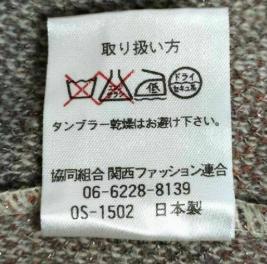 取り扱い方
低 ドライ
セキユ系
タンブラー乾燥はお避け下さい。
協同組合 関西ファッション連合
06-6228-8139
OS-1502 日本製